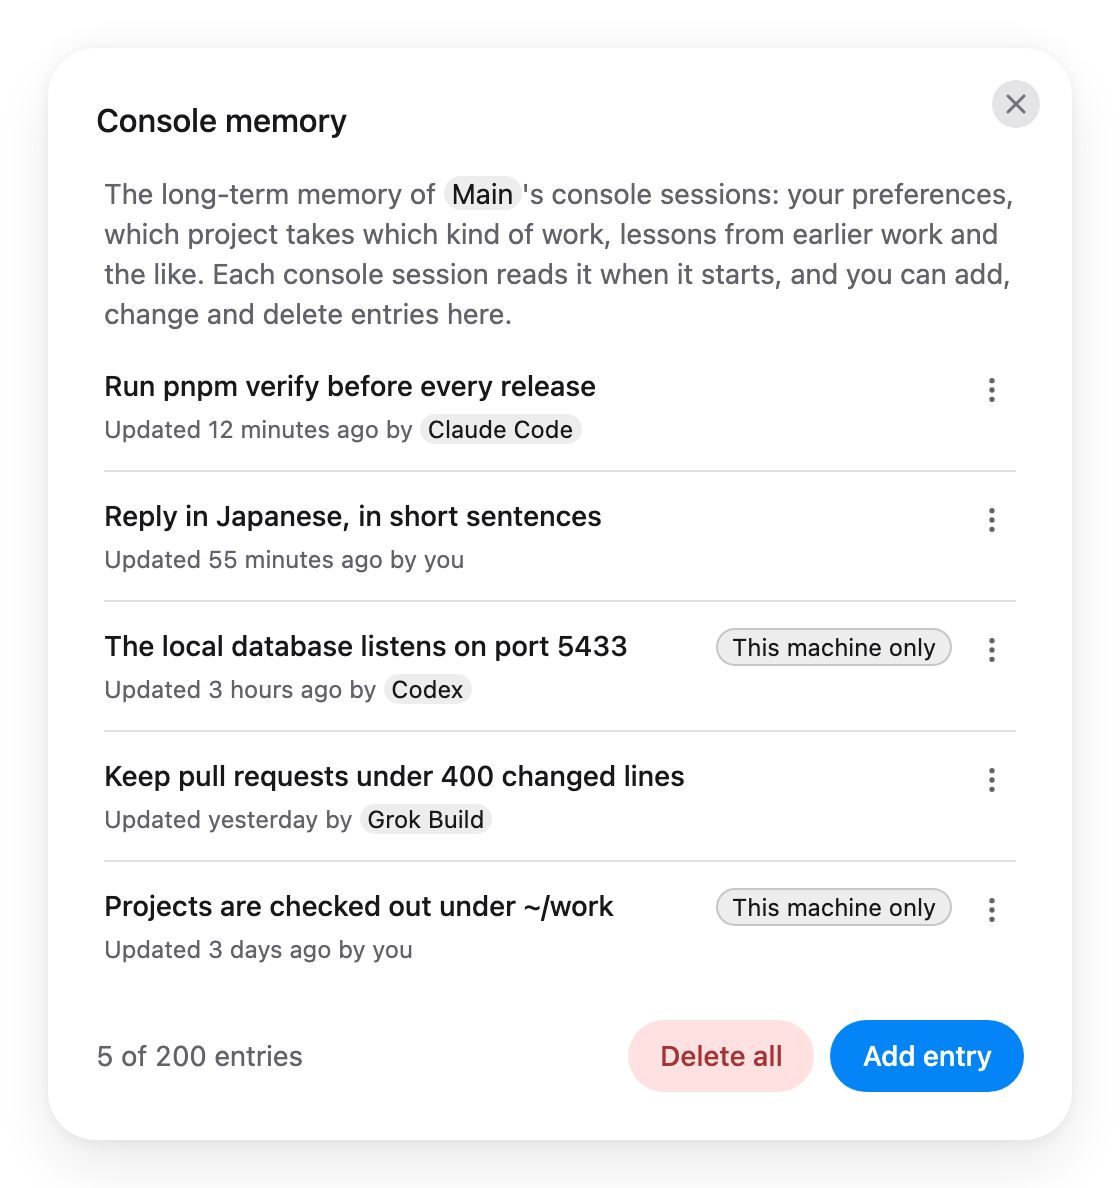 Console memory
The long-term memory of Main's console sessions: your preferences,
which project takes which kind of work, lessons from earlier work and
the like. Each console session reads it when it starts, and you can add,
change and delete entries here.
Run pnpm verify before every release
Updated 12 minutes ago by Claude Code
Reply in Japanese, in short sentences
Updated 55 minutes ago by you
The local database listens on port 5433
This machine only
Updated 3 hours ago by Codex
Keep pull requests under 400 changed lines
Updated yesterday by Grok Build
Projects are checked out under ~/work
This machine only
Updated 3 days ago by you
5 of 200 entries
Delete all
Add entry